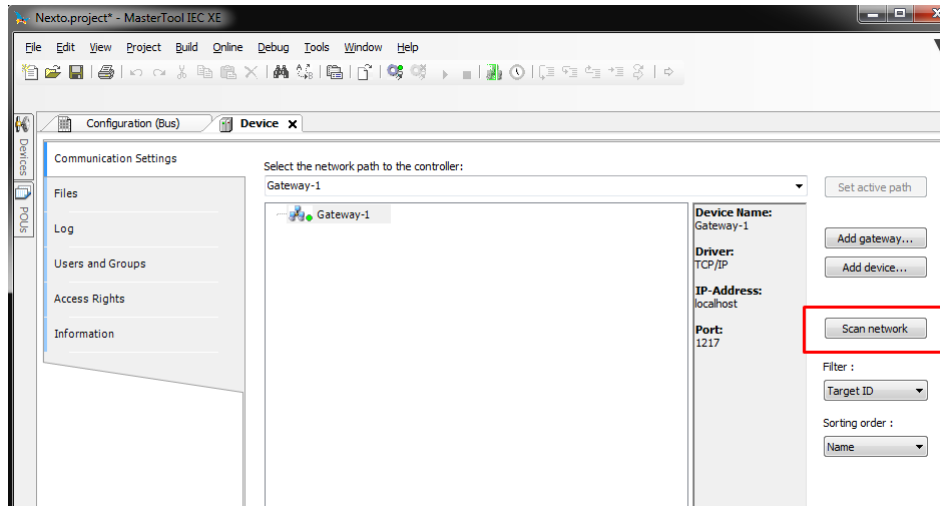 Nexto.project* - MasterTool IEC XE
File Edit View Project Build Online Debug Tools Window Help
Configuration (Bus) Device
Devices
POUs
Communication Settings
Files
Log
Users and Groups
Access Rights
Information
Select the network path to the controller:
Gateway-1
Gateway-1
Device Name:
Gateway-1
Driver:
TCP/IP
IP-Address:
localhost
Port:
1217
Set active path
Add gateway...
Add device...
Scan network
Filter :
Target ID
Sorting order :
Name